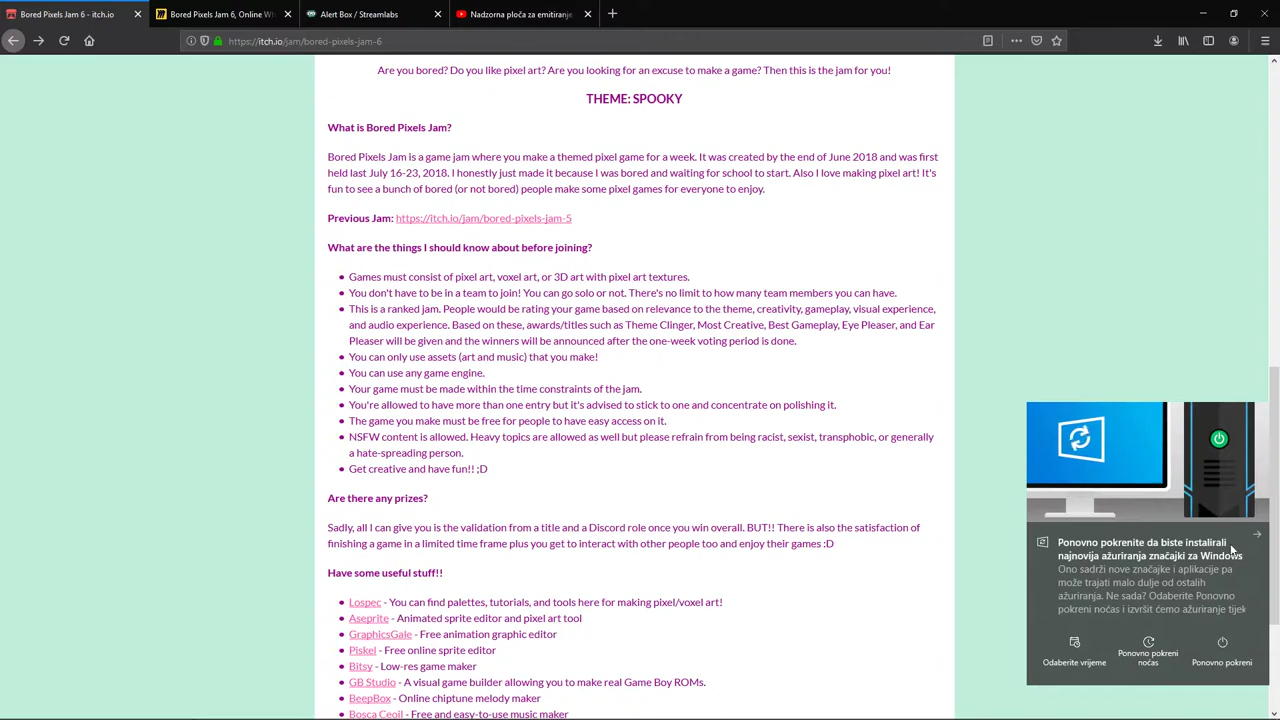 Bored Pixels Jam 6 - itch.io
Bored Pixels Jam 6, Online Wh
Alert Box / Streamlabs
Nadzorna ploča za emitiranje
https://itch.io/jam/bored-pixels-jam-6
Are you bored? Do you like pixel art? Are you looking for an excuse to make a game? Then this is the jam for you!
THEME: SPOOKY
What is Bored Pixels Jam?
Bored Pixels Jam is a game jam where you make a themed pixel game for a week. It was created by the end of June 2018 and was first
held last July 16-23, 2018. I honestly just made it because I was bored and waiting for school to start. Also I love making pixel art! It's
fun to see a bunch of bored (or not bored) people make some pixel games for everyone to enjoy.
Previous Jam: https://itch.io/jam/bored-pixels-jam-5
What are the things I should know about before joining?
Games must consist of pixel art, voxel art, or 3D art with pixel art textures.
You don't have to be in a team to join! You can go solo or not. There's no limit to how many team members you can have.
This is a ranked jam. People would be rating your game based on relevance to the theme, creativity, gameplay, visual experience,
and audio experience. Based on these, awards/titles such as Theme Clinger, Most Creative, Best Gameplay, Eye Pleaser, and Ear
Pleaser will be given and the winners will be announced after the one-week voting period is done.
You can only use assets (art and music) that you make!
You can use any game engine.
Your game must be made within the time constraints of the jam.
You're allowed to have more than one entry but it's advised to stick to one and concentrate on polishing it.
The game you make must be free for people to have easy access on it.
NSFW content is allowed. Heavy topics are allowed as well but please refrain from being racist, sexist, transphobic, or generally
a hate-spreading person.
Get creative and have fun!! ;D
Are there any prizes?
Sadly, all I can give you is the validation from a title and a Discord role once you win overall. BUT!! There is also the satisfaction of
finishing a game in a limited time frame plus you get to interact with other people too and enjoy their games :D
Have some useful stuff!!
Lospec - You can find palettes, tutorials, and tools here for making pixel/voxel art!
Aseprite - Animated sprite editor and pixel art tool
GraphicsGale - Free animation graphic editor
Piskel - Free online sprite editor
Bitsy - Low-res game maker
GB Studio - A visual game builder allowing you to make real Game Boy ROMs.
BeepBox - Online chiptune melody maker
Bosca Ceoil - Free and easy-to-use music maker
Ponovno pokrenite da biste instalirali
najnovija ažuriranja značajki za Windows
Ono sadrži nove značajke i aplikacije pa
može trajati malo dulje od ostalih
ažuriranja. Ne sada? Odaberite Ponovno
pokreni noćas i izvršit ćemo ažuriranje tijek
Odaberite vrijeme
Ponovno pokreni
noćas
Ponovno pokreni